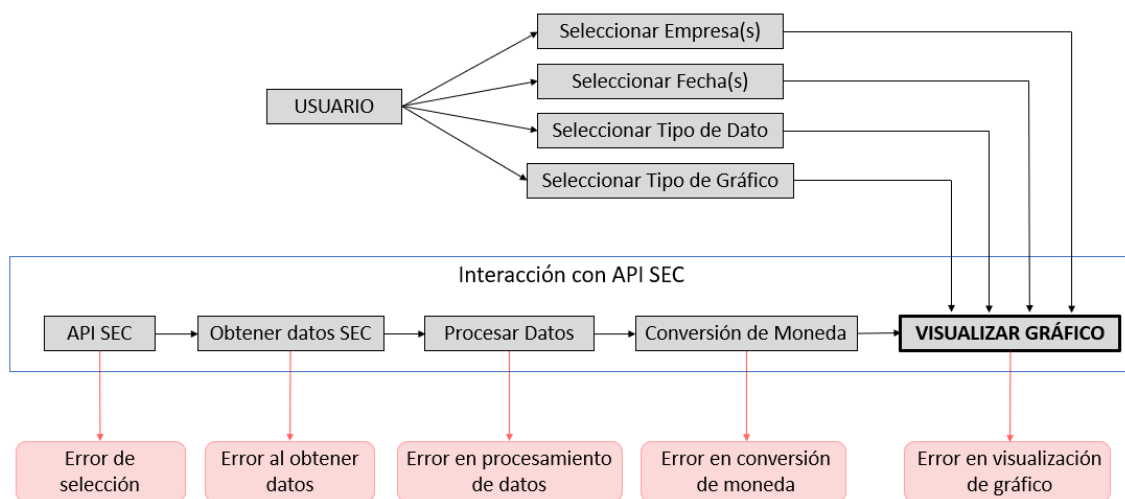 Seleccionar Empresa(s)
Seleccionar Fecha(s)
USUARIO
Seleccionar Tipo de Dato
Seleccionar Tipo de Gráfico
Interacción con API SEC
API SEC
Obtener datos SEC
Procesar Datos
Conversión de Moneda
VISUALIZAR GRÁFICO
Error de
selección
Error al obtener
datos
Error en procesamiento
de datos
Error en conversión
de moneda
Error en visualización
de gráfico